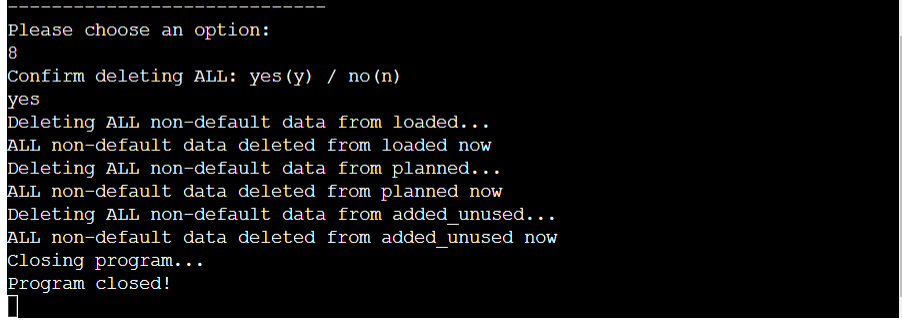 -----------------------------
Please choose an option:
8
Confirm deleting ALL: yes(y) / no(n)
yes
Deleting ALL non-default data from loaded...
ALL non-default data deleted from loaded now
Deleting ALL non-default data from planned...
ALL non-default data deleted from planned now
Deleting ALL non-default data from added_unused...
ALL non-default data deleted from added_unused now
Closing program...
Program closed!